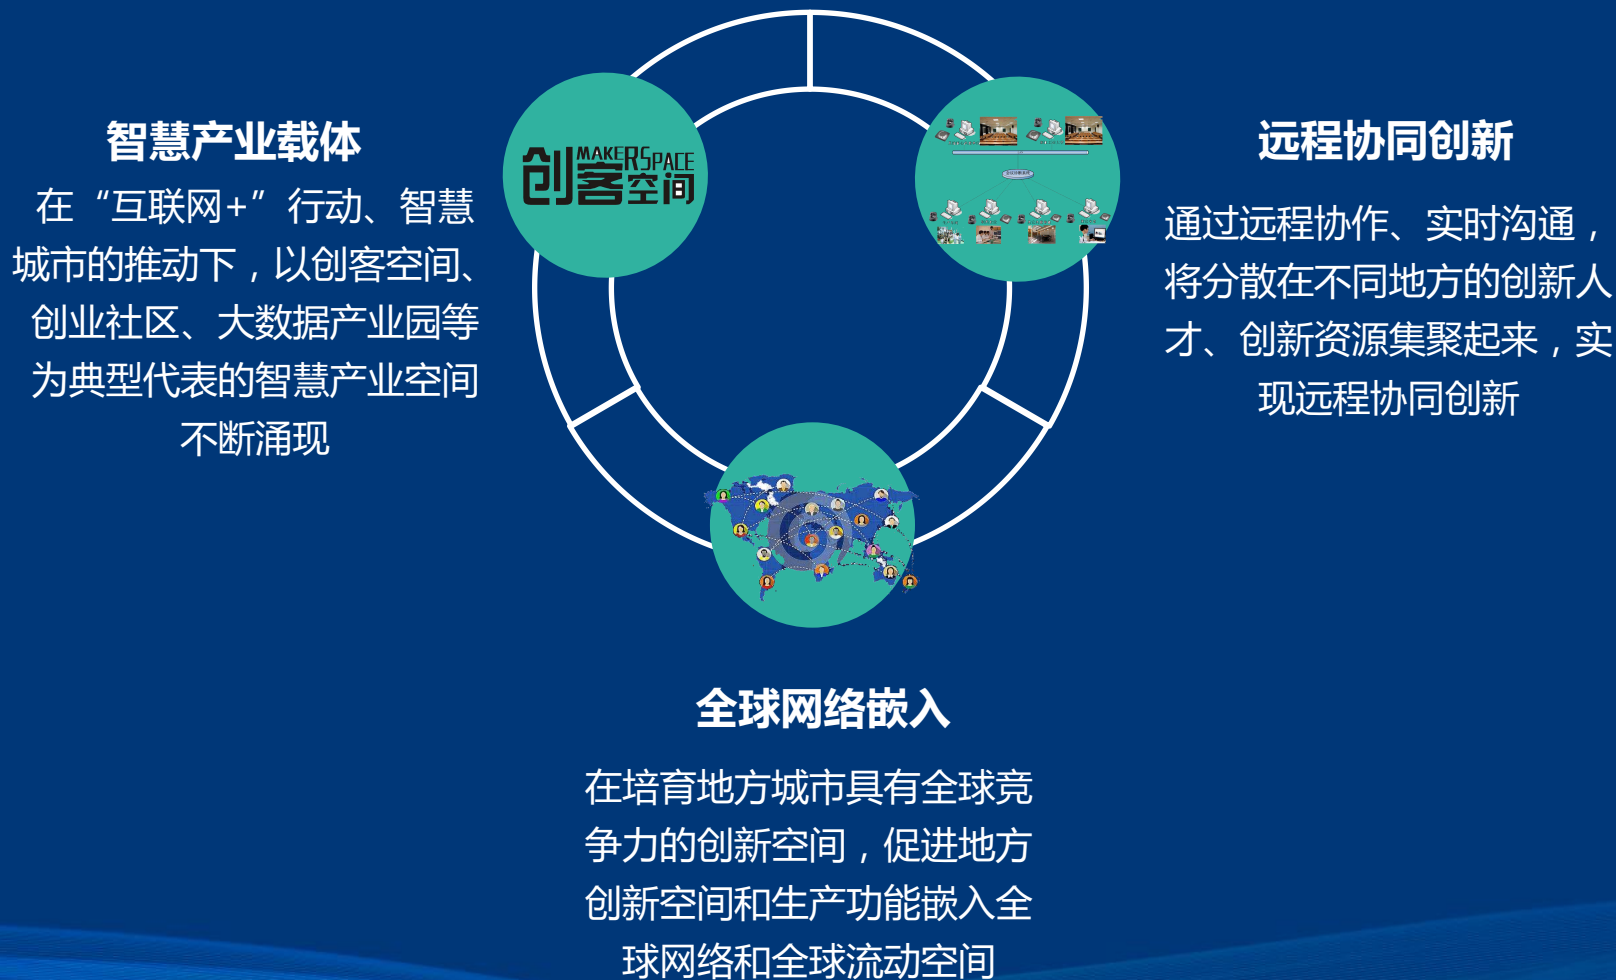 智慧产业载体
在“互联网+”行动、智慧
城市的推动下，以创客空间、
创业社区、大数据产业园等
为典型代表的智慧产业空间
不断涌现
创客空间
MAKERSPACE
远程协同创新
通过远程协作、实时沟通，
将分散在不同地方的创新人
才、创新资源集聚起来，实
现远程协同创新
全球网络嵌入
在培育地方城市具有全球竞
争力的创新空间，促进地方
创新空间和生产功能嵌入全
球网络和全球流动空间